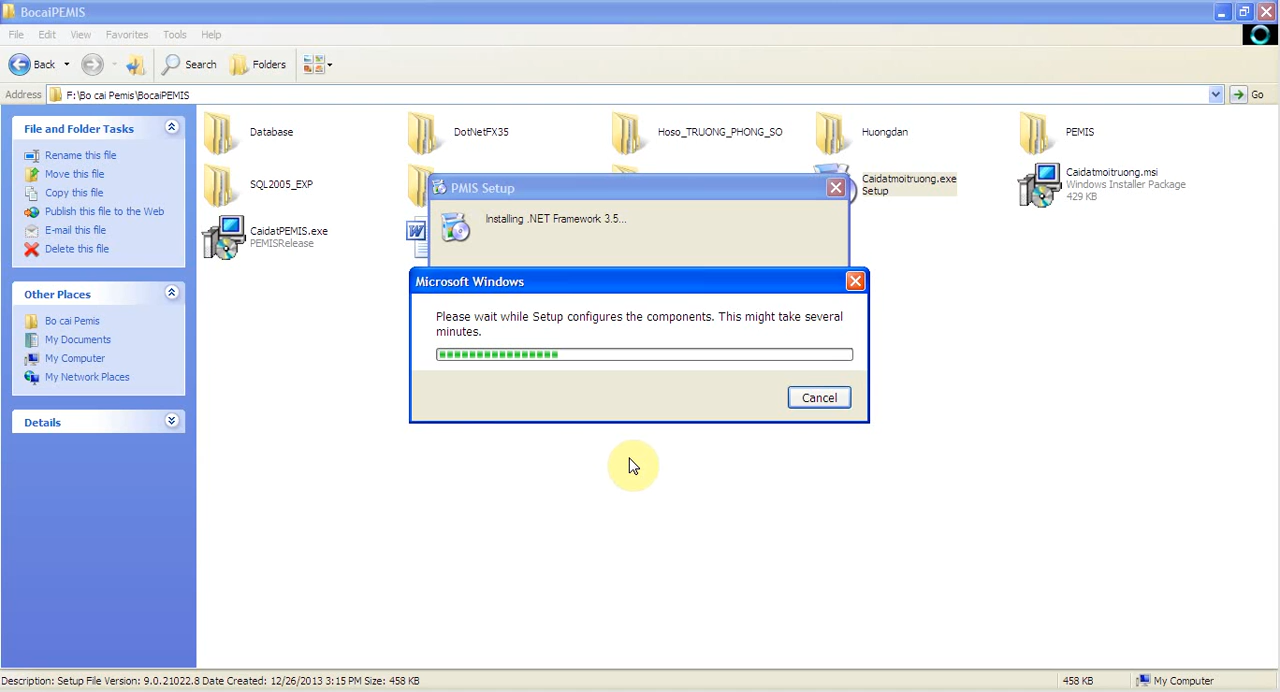 BocaiPEMIS
File Edit View Favorites Tools Help
Back Search Folders
Address F:\Bo cai Pemis\BocaiPEMIS Go
File and Folder Tasks
Rename this file
Move this file
Copy this file
Publish this file to the Web
E-mail this file
Delete this file
Other Places
Bo cai Pemis
My Documents
My Computer
My Network Places
Details
Database
DotNetFX35
Hoso_TRUONG_PHONG_SO
Huongdan
PEMIS
SQL2005_EXP
Caidatmoitruong.exe
Setup
Caidatmoitruong.msi
Windows Installer Package
429 KB
CaidatPEMIS.exe
PEMISRelease
PMIS Setup
Installing .NET Framework 3.5...
Microsoft Windows
Please wait while Setup configures the components. This might take several
minutes.
Cancel
Description: Setup File Version: 9.0.21022.8 Date Created: 12/26/2013 3:15 PM Size: 458 KB
458 KB
My Computer